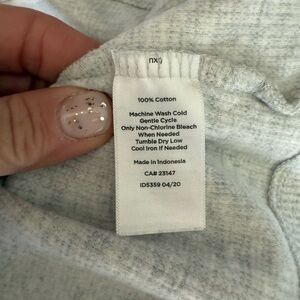 100% Cotton
Machine Wash Cold
Gentle Cycle
Only Non-Chlorine Bleach
When Needed
Tumble Dry Low
Cool Iron if Needed
Made in Indonesia
CA# 23147
ID5359 04/20